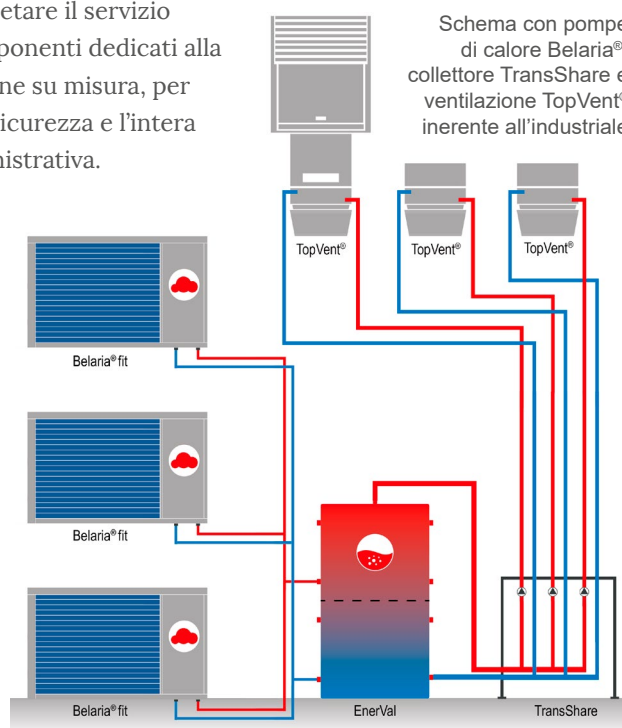 etare il servizio
ponenti dedicati alla
ne su misura, per
icurezza e l'intera
nistrativa.
Schema con pompe
di calore Belaria®
collettore TransShare e
ventilazione TopVent®
inerente all'industriale
TopVent®
TopVent®
TopVent®
Belaria® fit
Belaria® fit
Belaria® fit
EnerVal
TransShare